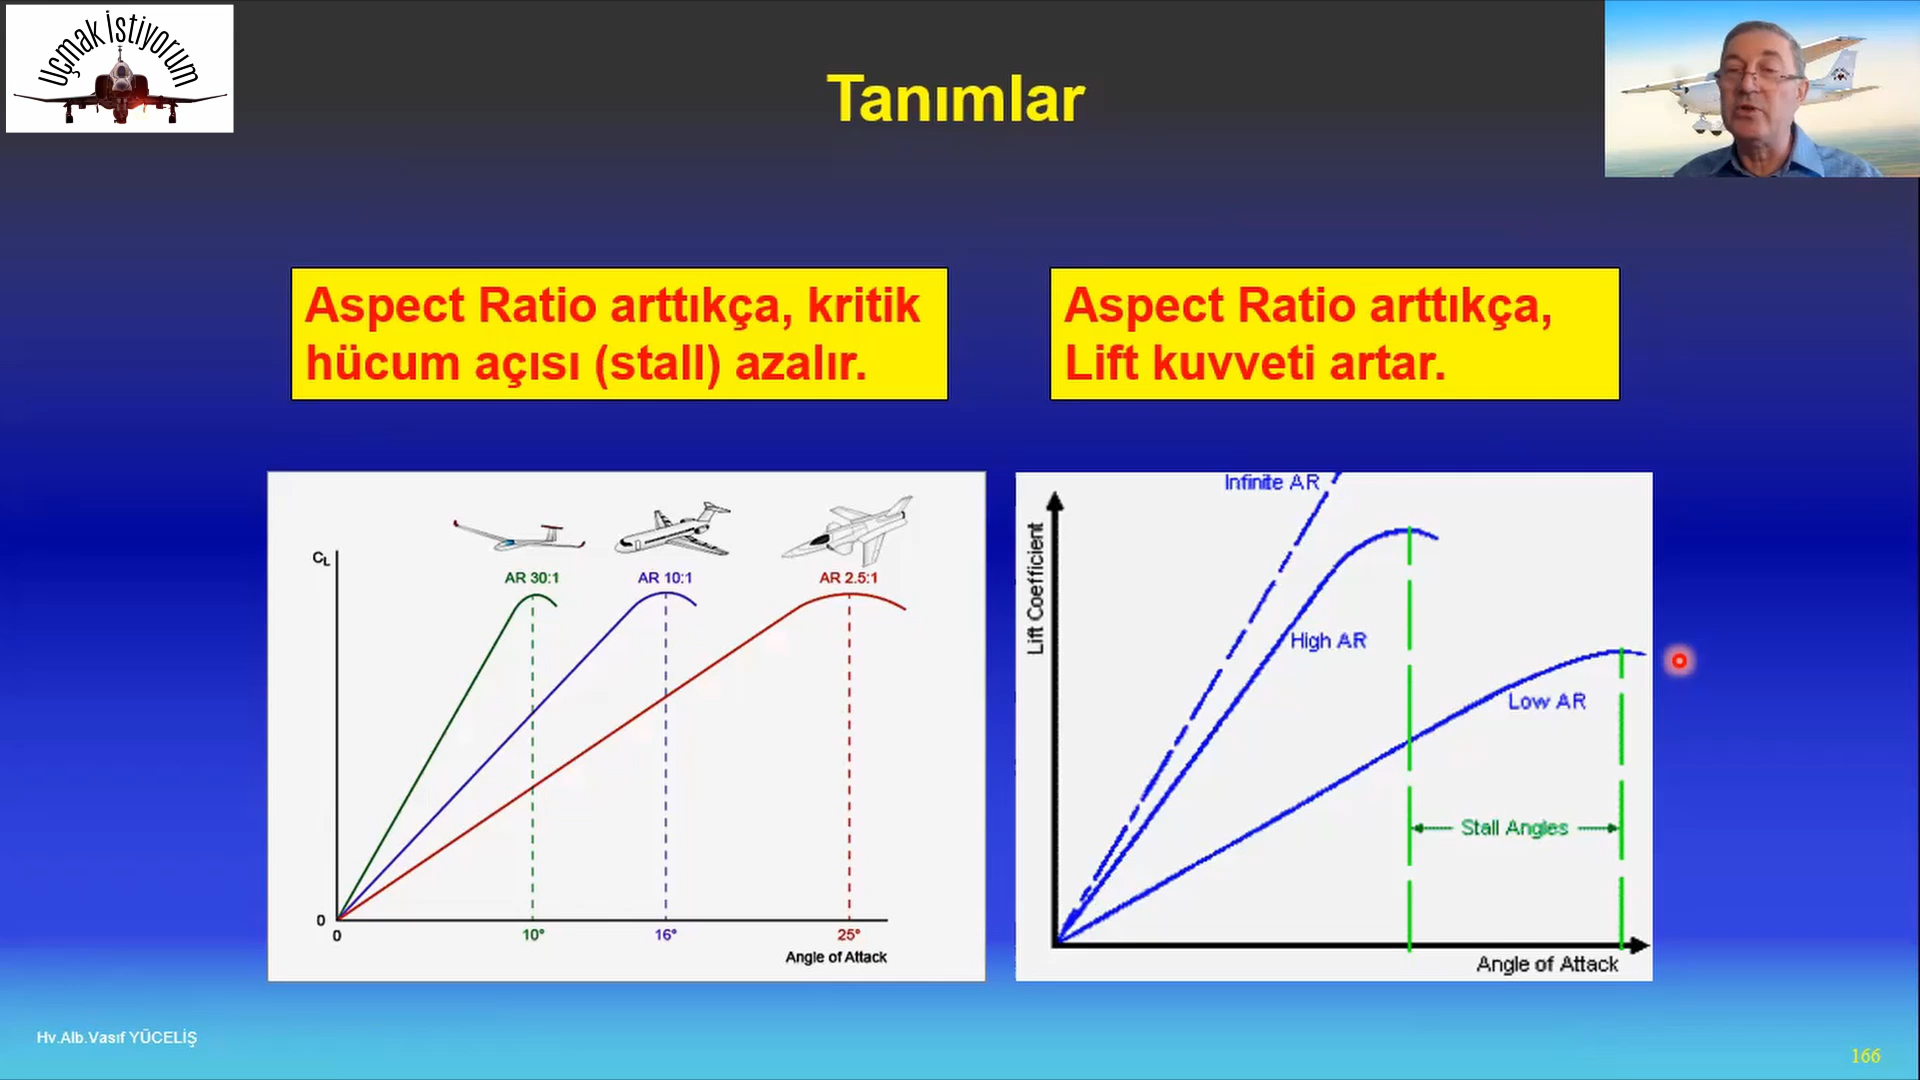 Uçmak İstiyorum
Tanımlar
Aspect Ratio arttıkça, kritik
hücum açısı (stall) azalır.
Aspect Ratio arttıkça,
Lift kuvveti artar.
CL
AR 30:1
AR 10:1
AR 2.5:1
0
0
10°
16°
25°
Angle of Attack
Infinite AR
Lift Coefficient
High AR
Low AR
Stall Angles
Angle of Attack
Hv.Alb.Vasıf YÜCELİŞ
166